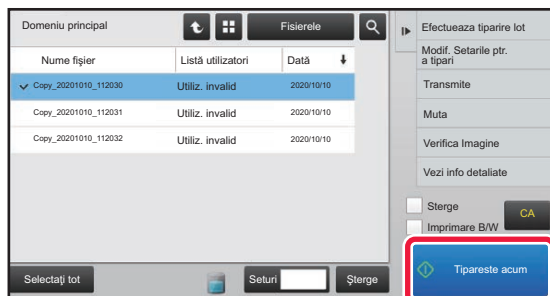 Domeniu principal
Fisierele
Nume fişier Listă utilizatori Dată
Copy_20201010_112030 Utiliz. invalid 2020/10/10
Copy_20201010_112031 Utiliz. invalid 2020/10/10
Copy_20201010_112032 Utiliz. invalid 2020/10/10
Selectaţi tot
Seturi
Şterge
Efectueaza tiparire lot
Modif. Setarile ptr.
a tipari
Transmite
Muta
Verifica Imagine
Vezi info detaliate
Sterge
Imprimare B/W
CA
Tipareste acum